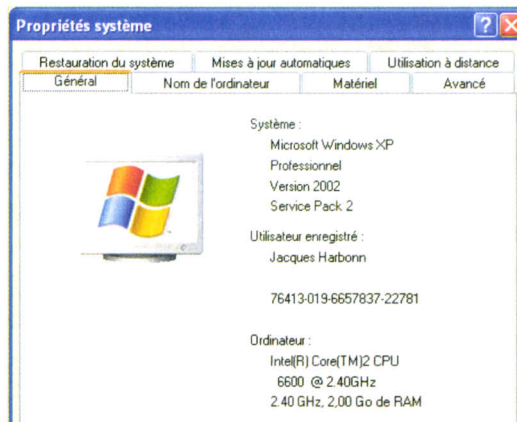 Propriétés système
Restauration du système Mises à jour automatiques Utilisation à distance
Général Nom de l'ordinateur Matériel Avancé
Système :
Microsoft Windows XP
Professionnel
Version 2002
Service Pack 2
Utilisateur enregistré :
Jacques Harbonn
76413-019-6657837-22781
Ordinateur :
Intel(R) Core(TM)2 CPU
6600 @ 2.40GHz
2.40 GHz, 2,00 Go de RAM